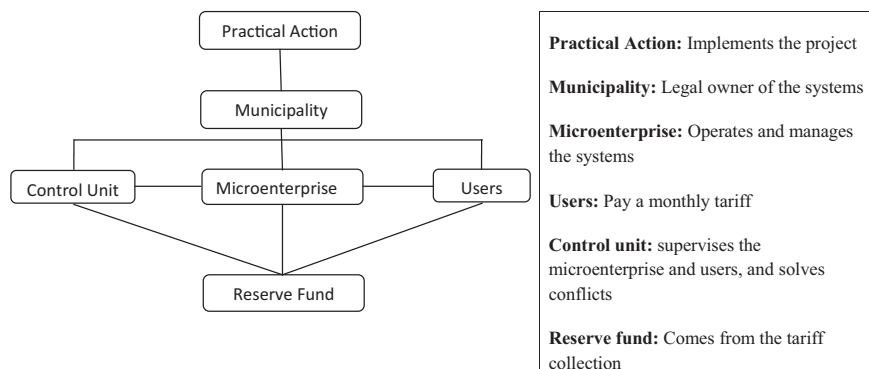 Practical Action
Municipality
Control Unit
Microenterprise
Users
Reserve Fund
Practical Action: Implements the project
Municipality: Legal owner of the systems
Microenterprise: Operates and manages
the systems
Users: Pay a monthly tariff
Control unit: supervises the
microenterprise and users, and solves
conflicts
Reserve fund: Comes from the tariff
collection